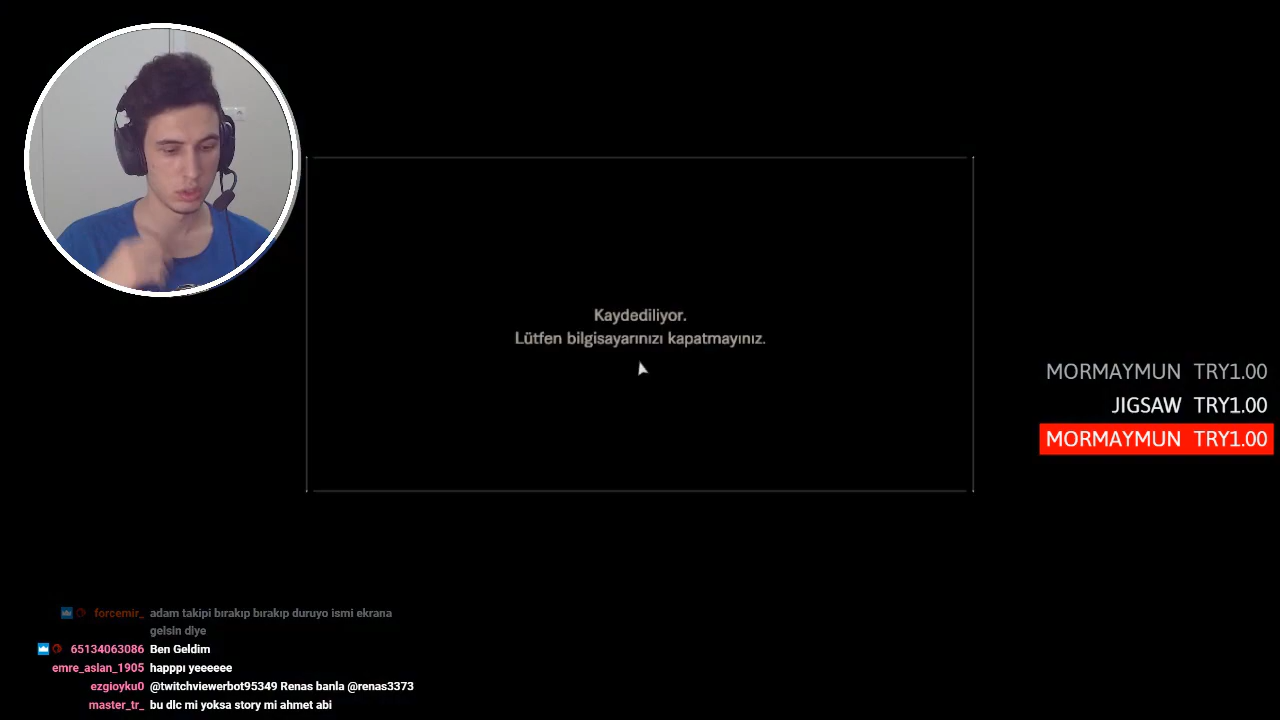 Kaydediliyor.
Lütfen bilgisayarınızı kapatmayınız.
MORMAYMUN TRY1.00
JIGSAW TRY1.00
MORMAYMUN TRY1.00
forcemir_ adam takipi bırakıp bırakıp duruyo ismi ekrana
gelsin diye
65134063086 Ben Geldim
emre_aslan_1905 happpı yeeeeee
ezgioyku0 @twitchviewerbot95349 Renas banla @renas3373
master_tr_ bu dlc mi yoksa story mi ahmet abi